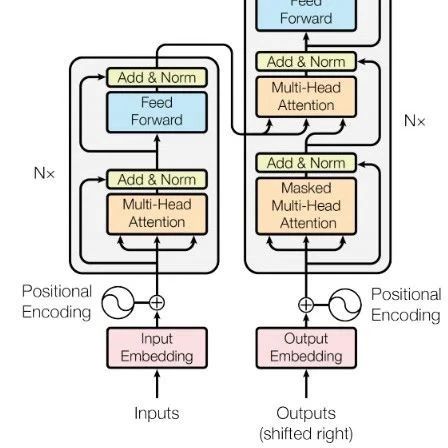 Feed
Forward
Add & Norm
Multi-Head
Attention
Nx
Add & Norm
Masked
Multi-Head
Attention
Add & Norm
Feed
Forward
Nx
Add & Norm
Multi-Head
Attention
Positional
Encoding
Positional
Encoding
Input
Embedding
Output
Embedding
Inputs
Outputs
(shifted right)